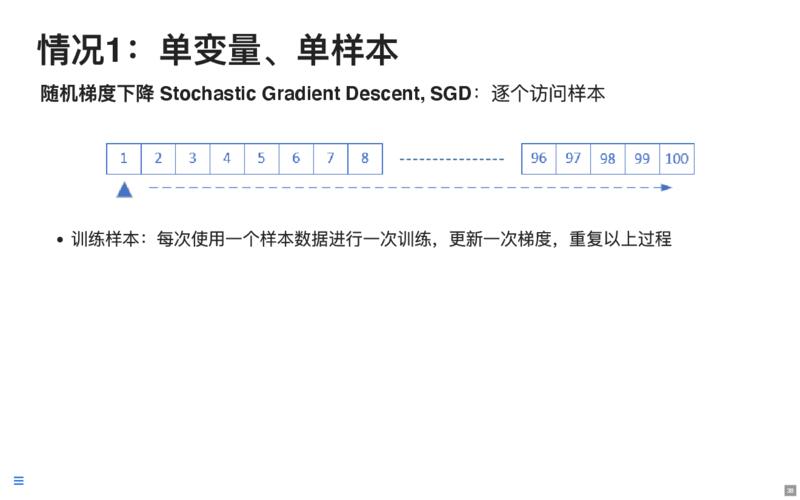 情况1：单变量、单样本
随机梯度下降 Stochastic Gradient Descent, SGD：逐个访问样本
1 2 3 4 5 6 7 8 96 97 98 99 100
• 训练样本：每次使用一个样本数据进行一次训练，更新一次梯度，重复以上过程
38